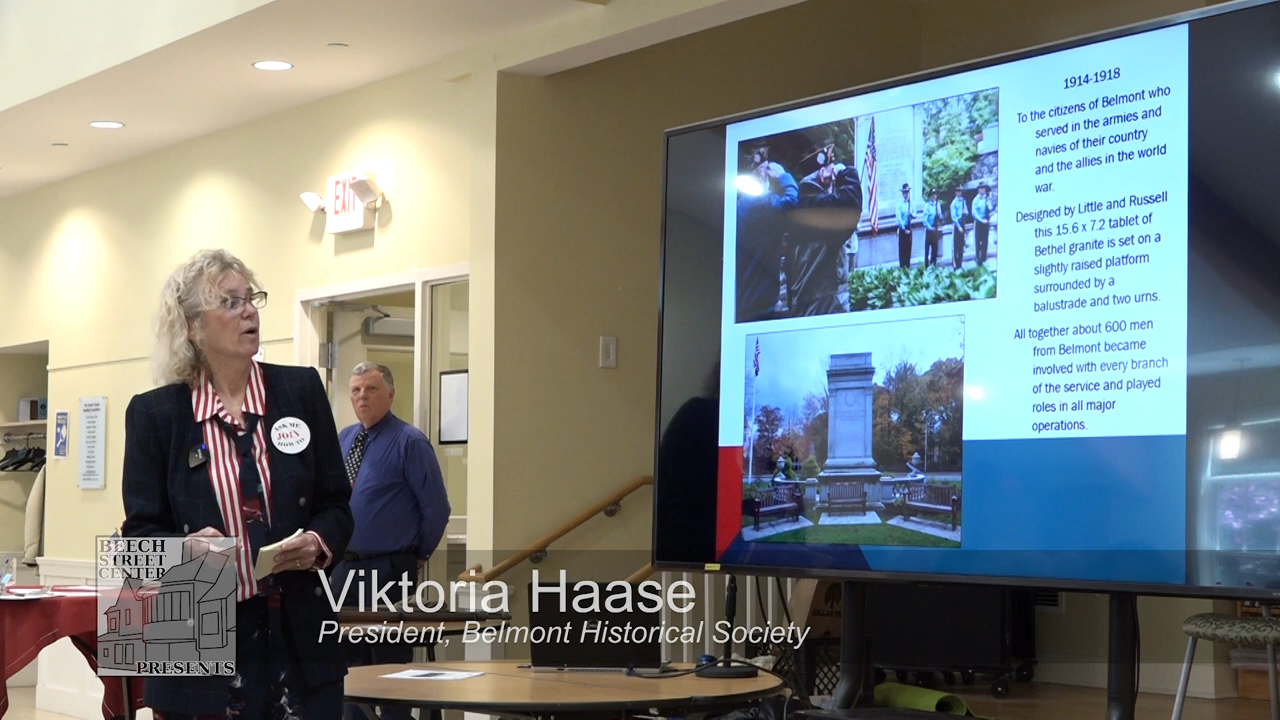 1914-1918
To the citizens of Belmont who
served in the armies and
navies of their country
and the allies in the world
war.
Designed by Little and Russell
this 15.6 x 7.2 tablet of
Bethel granite is set on a
slightly raised platform
surrounded by a
balustrade and two urns.
All together about 600 men
from Belmont became
involved with every branch
of the service and played
roles in all major
operations.
EXIT
ASK ME
HOW TO
JOIN
BEECH
STREET
CENTER
PRESENTS
Viktoria Haase
President, Belmont Historical Society